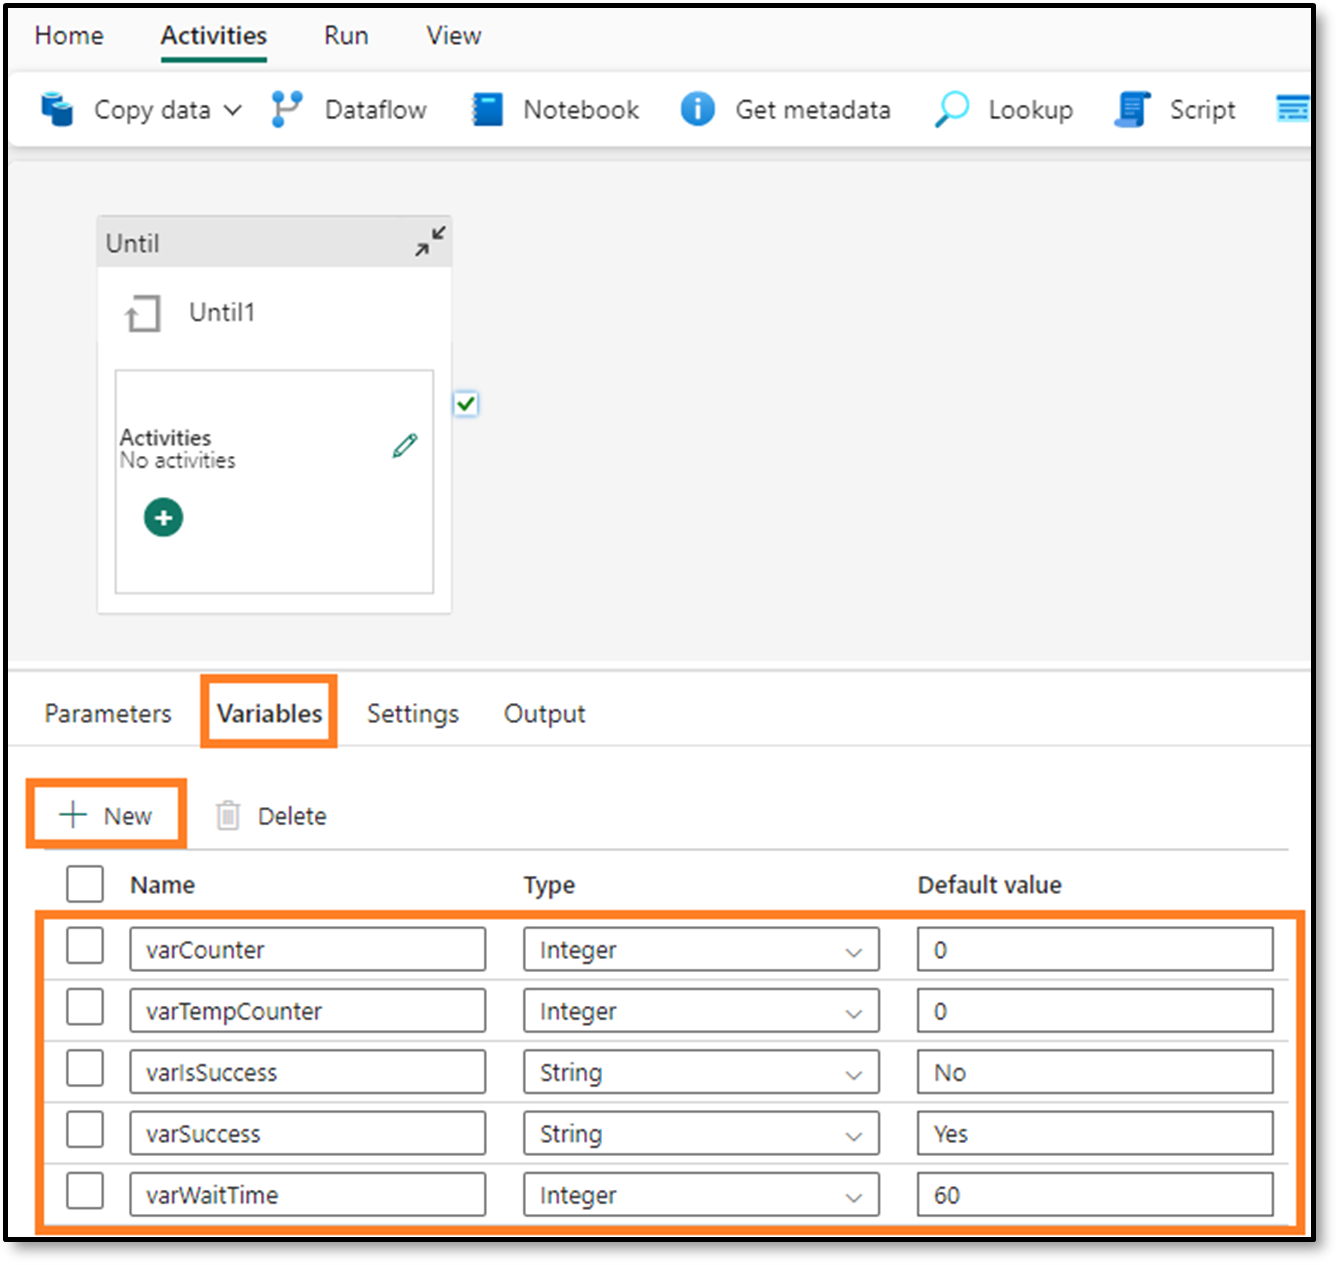 Home Activities Run View
Copy data Dataflow Notebook Get metadata Lookup Script
Until
Until1
Activities
No activities
Parameters Variables Settings Output
New Delete
Name Type Default value
varCounter Integer 0
varTempCounter Integer 0
varIsSuccess String No
varSuccess String Yes
varWaitTime Integer 60